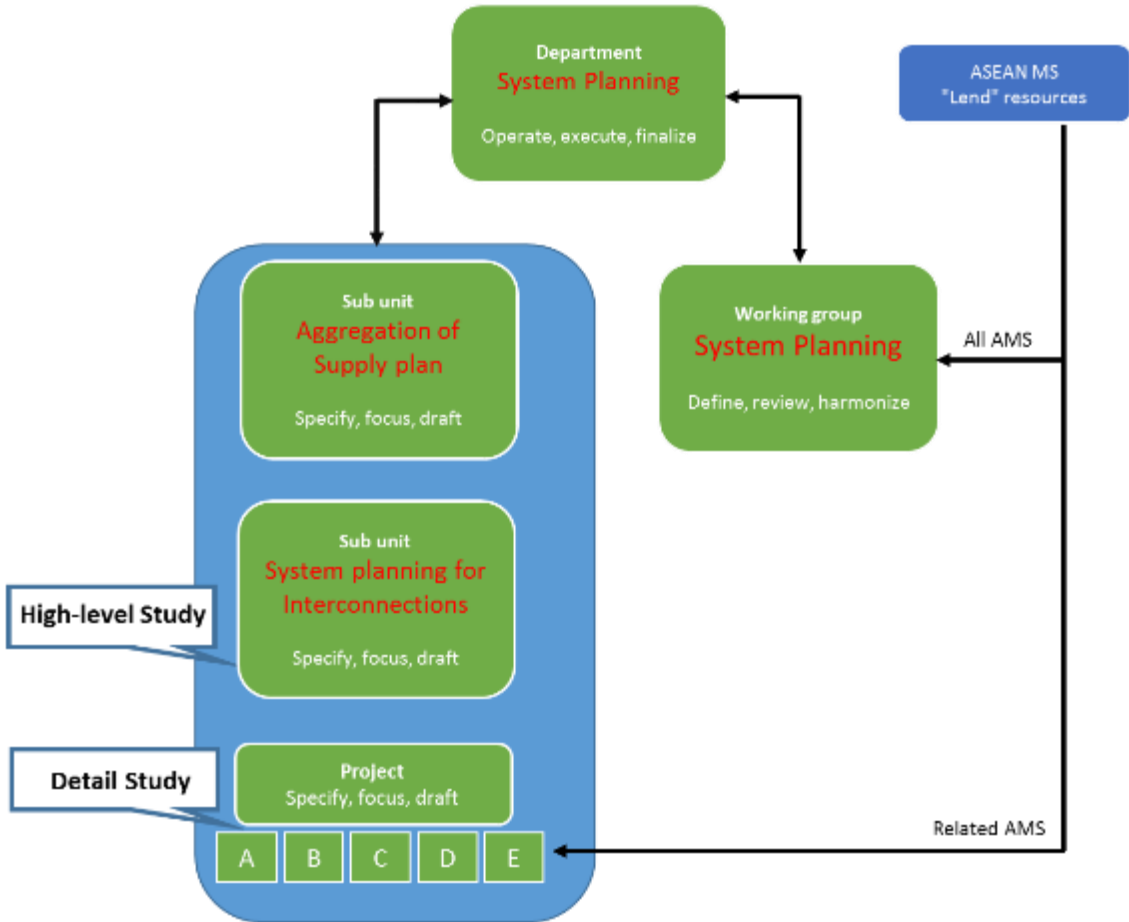 Department
System Planning
Operate, execute, finalize
ASEAN MS
"Lend" resources
Sub unit
Aggregation of
Supply plan
Specify, focus, draft
Working group
System Planning
Define, review, harmonize
All AMS
Sub unit
System planning for
Interconnections
Specify, focus, draft
High-level Study
Project
Specify, focus, draft
Detail Study
A B C D E
Related AMS